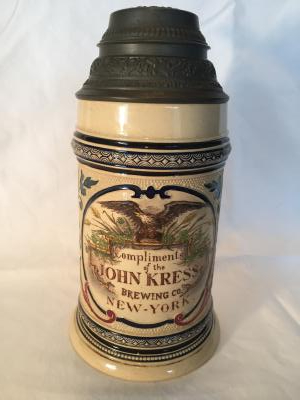 Compliments
of the
JOHN KRESS
BREWING CO.
NEW-YORK